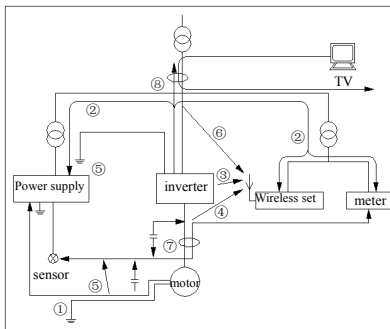 TV
⑧
②
②
⑥
⑤
Power supply
inverter
③
④
Wireless set
meter
⑦
sensor
⑤
motor
①